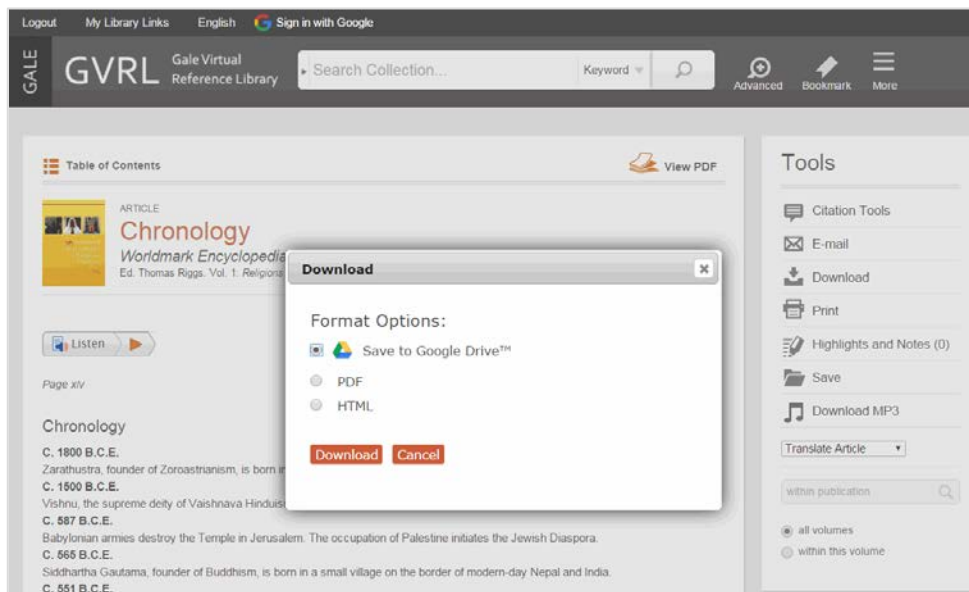 Logout My Library Links English Sign in with Google
GALE
GVRL Gale Virtual
Reference Library
Search Collection... Keyword
Advanced Bookmark More
Table of Contents
View PDF
ARTICLE
Chronology
Worldmark Encyclopedia
Ed. Thomas Riggs. Vol. 1: Religions
Listen
Page xiv
Chronology
C. 1800 B.C.E.
Zarathustra, founder of Zoroastrianism, is born in
C. 1500 B.C.E.
Vishnu, the supreme deity of Vaishnava
C. 587 B.C.E.
Babylonian armies destroy the Temple in Jerusalem. The occupation of Palestine initiates the Jewish Diaspora.
C. 565 B.C.E.
Siddhartha Gautama, founder of Buddhism, is born in a small village on the border of modern-day Nepal and India.
C. 551 B.C.E.
Download
Format Options:
Save to Google Drive™
PDF
HTML
Download Cancel
Tools
Citation Tools
E-mail
Download
Print
Highlights and Notes (0)
Save
Download MP3
Translate Article
within publication
all volumes
within this volume